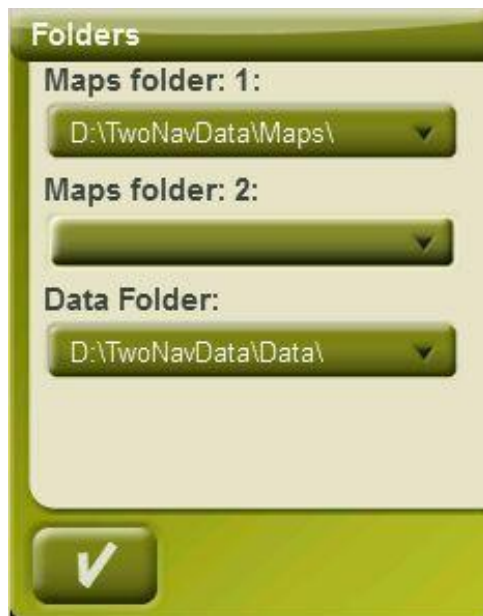 Folders
Maps folder: 1:
D:\TwoNavData\Maps\
Maps folder: 2:
Data Folder:
D:\TwoNavData\Data\